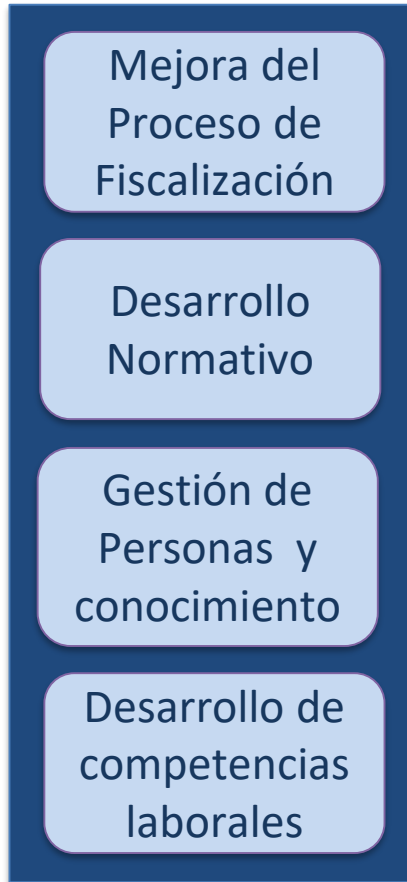 Mejora del
Proceso de
Fiscalización
Desarrollo
Normativo
Gestión de
Personas y
conocimiento
Desarrollo de
competencias
laborales